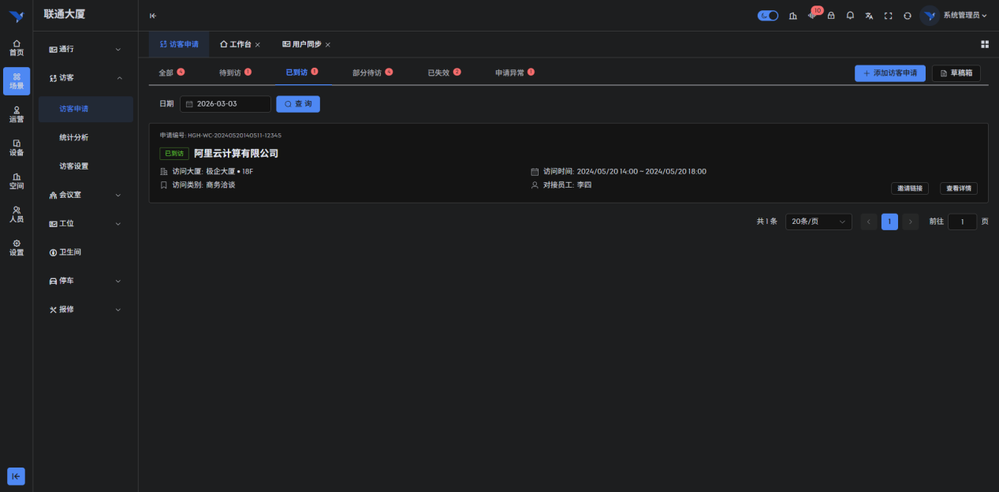 联通大厦
10
系统管理员
首页
场景
运营
设备
空间
人员
设置
通行
访客
访客申请
统计分析
访客设置
会议室
工位
卫生间
停车
报修
访客申请
工作台
用户同步
全部 4
待到访 1
已到访 1
部分待访 4
已失效 2
申请异常 1
添加访客申请
草稿箱
日期 2026-03-03 查 询
申请编号: HGH-WC-20240520140511-12345
已到访 阿里云计算有限公司
访问大厦: 极企大厦 • 18F
访问时间: 2024/05/20 14:00 ~ 2024/05/20 18:00
访问类别: 商务洽谈
对接员工: 李四
邀请链接
查看详情
共 1 条 20条/页 1 前往 1 页